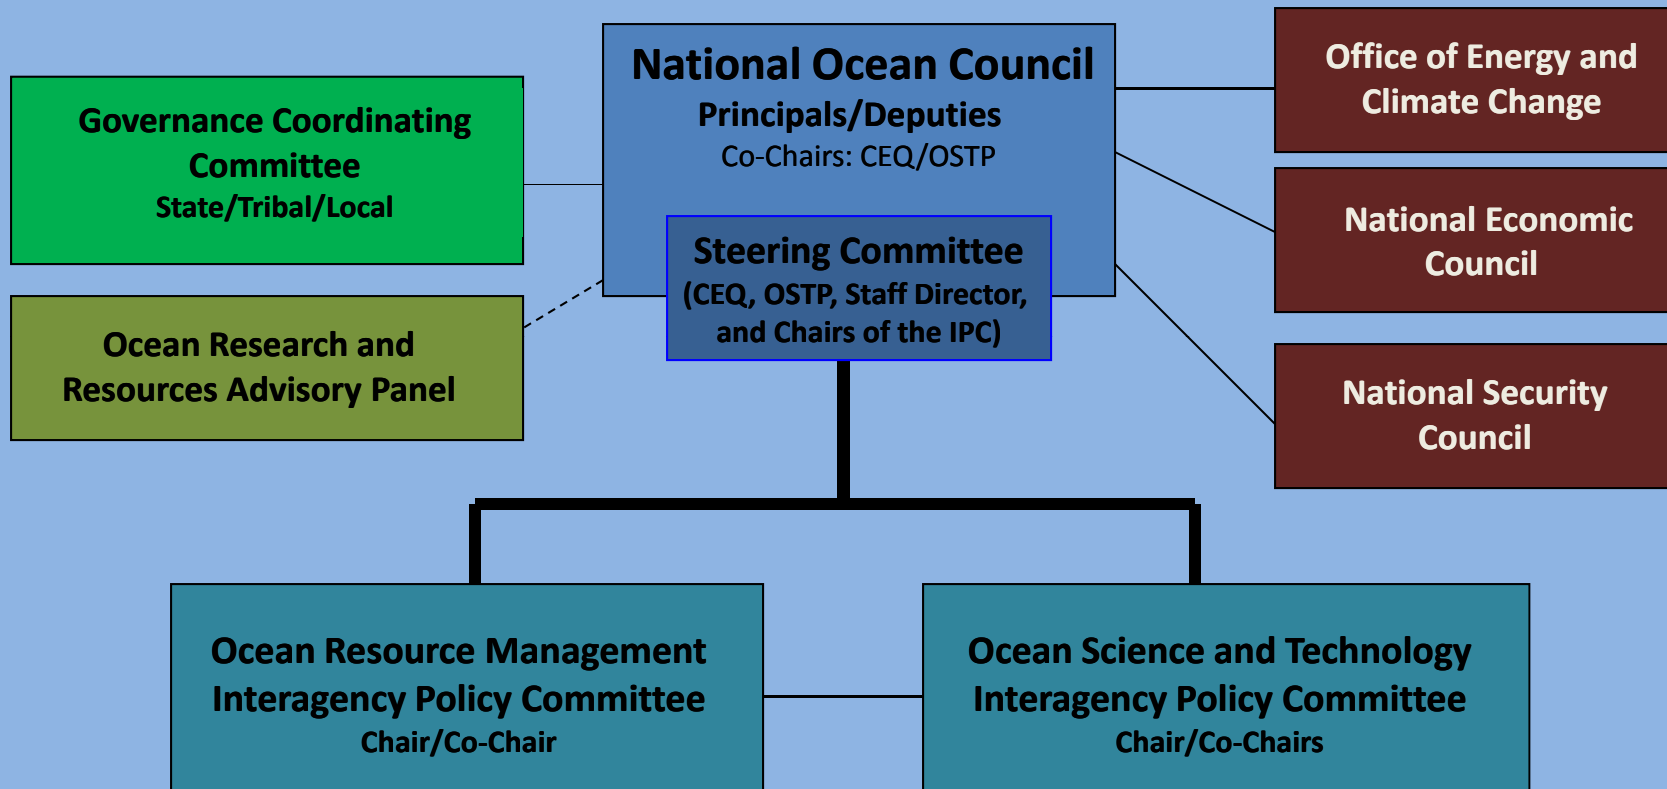 National Ocean Council
Principals/Deputies
Co-Chairs: CEQ/OSTP
Steering Committee
(CEQ, OSTP, Staff Director,
and Chairs of the IPC)
Governance Coordinating
Committee
State/Tribal/Local
Ocean Research and
Resources Advisory Panel
Office of Energy and
Climate Change
National Economic
Council
National Security
Council
Ocean Resource Management
Interagency Policy Committee
Chair/Co-Chair
Ocean Science and Technology
Interagency Policy Committee
Chair/Co-Chairs